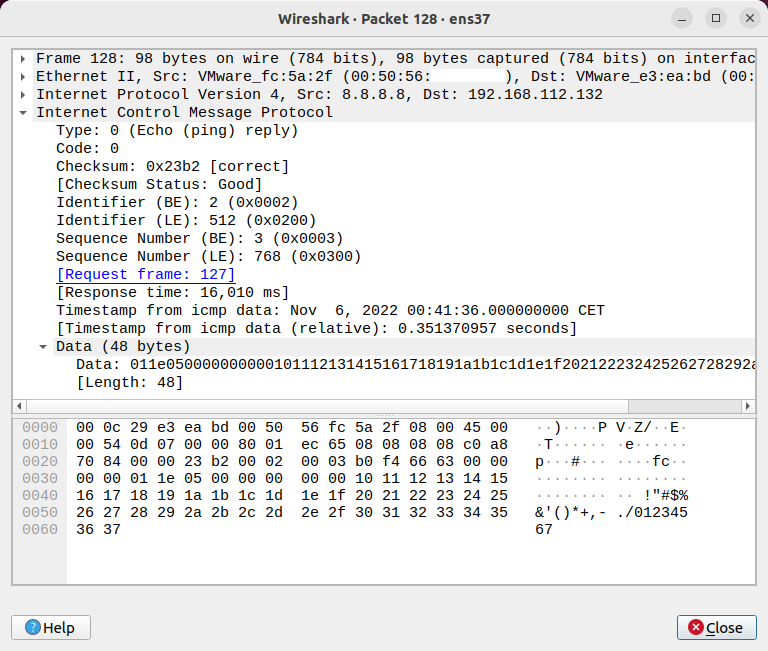 Wireshark · Packet 128 · ens37
Frame 128: 98 bytes on wire (784 bits), 98 bytes captured (784 bits) on interfac
Ethernet II, Src: VMware_fc:5a:2f (00:50:56: ), Dst: VMware_e3:ea:bd (00:
Internet Protocol Version 4, Src: 8.8.8.8, Dst: 192.168.112.132
Internet Control Message Protocol
Type: 0 (Echo (ping) reply)
Code: 0
Checksum: 0x23b2 [correct]
[Checksum Status: Good]
Identifier (BE): 2 (0x0002)
Identifier (LE): 512 (0x0200)
Sequence Number (BE): 3 (0x0003)
Sequence Number (LE): 768 (0x0300)
[Request frame: 127]
[Response time: 16,010 ms]
Timestamp from icmp data: Nov  6, 2022 00:41:36.000000000 CET
[Timestamp from icmp data (relative): 0.351370957 seconds]
Data (48 bytes)
Data: 011e050000000000101112131415161718191a1b1c1d1e1f202122232425262728292a
[Length: 48]
0000 00 0c 29 e3 ea bd 00 50 56 fc 5a 2f 08 00 45 00 ··)····P V·Z/··E·
0010 00 54 0d 07 00 00 80 01 ec 65 08 08 08 08 c0 a8 ·T······ ·e······
0020 70 84 00 00 23 b2 00 02 00 03 b0 f4 66 63 00 00 p···#··· ····fc··
0030 00 00 01 1e 05 00 00 00 00 00 10 11 12 13 14 15 ········ ········
0040 16 17 18 19 1a 1b 1c 1d 1e 1f 20 21 22 23 24 25 ········ ·· !"#$%
0050 26 27 28 29 2a 2b 2c 2d 2e 2f 30 31 32 33 34 35 &'()*+,- ./012345
0060 36 37 67
Help
Close